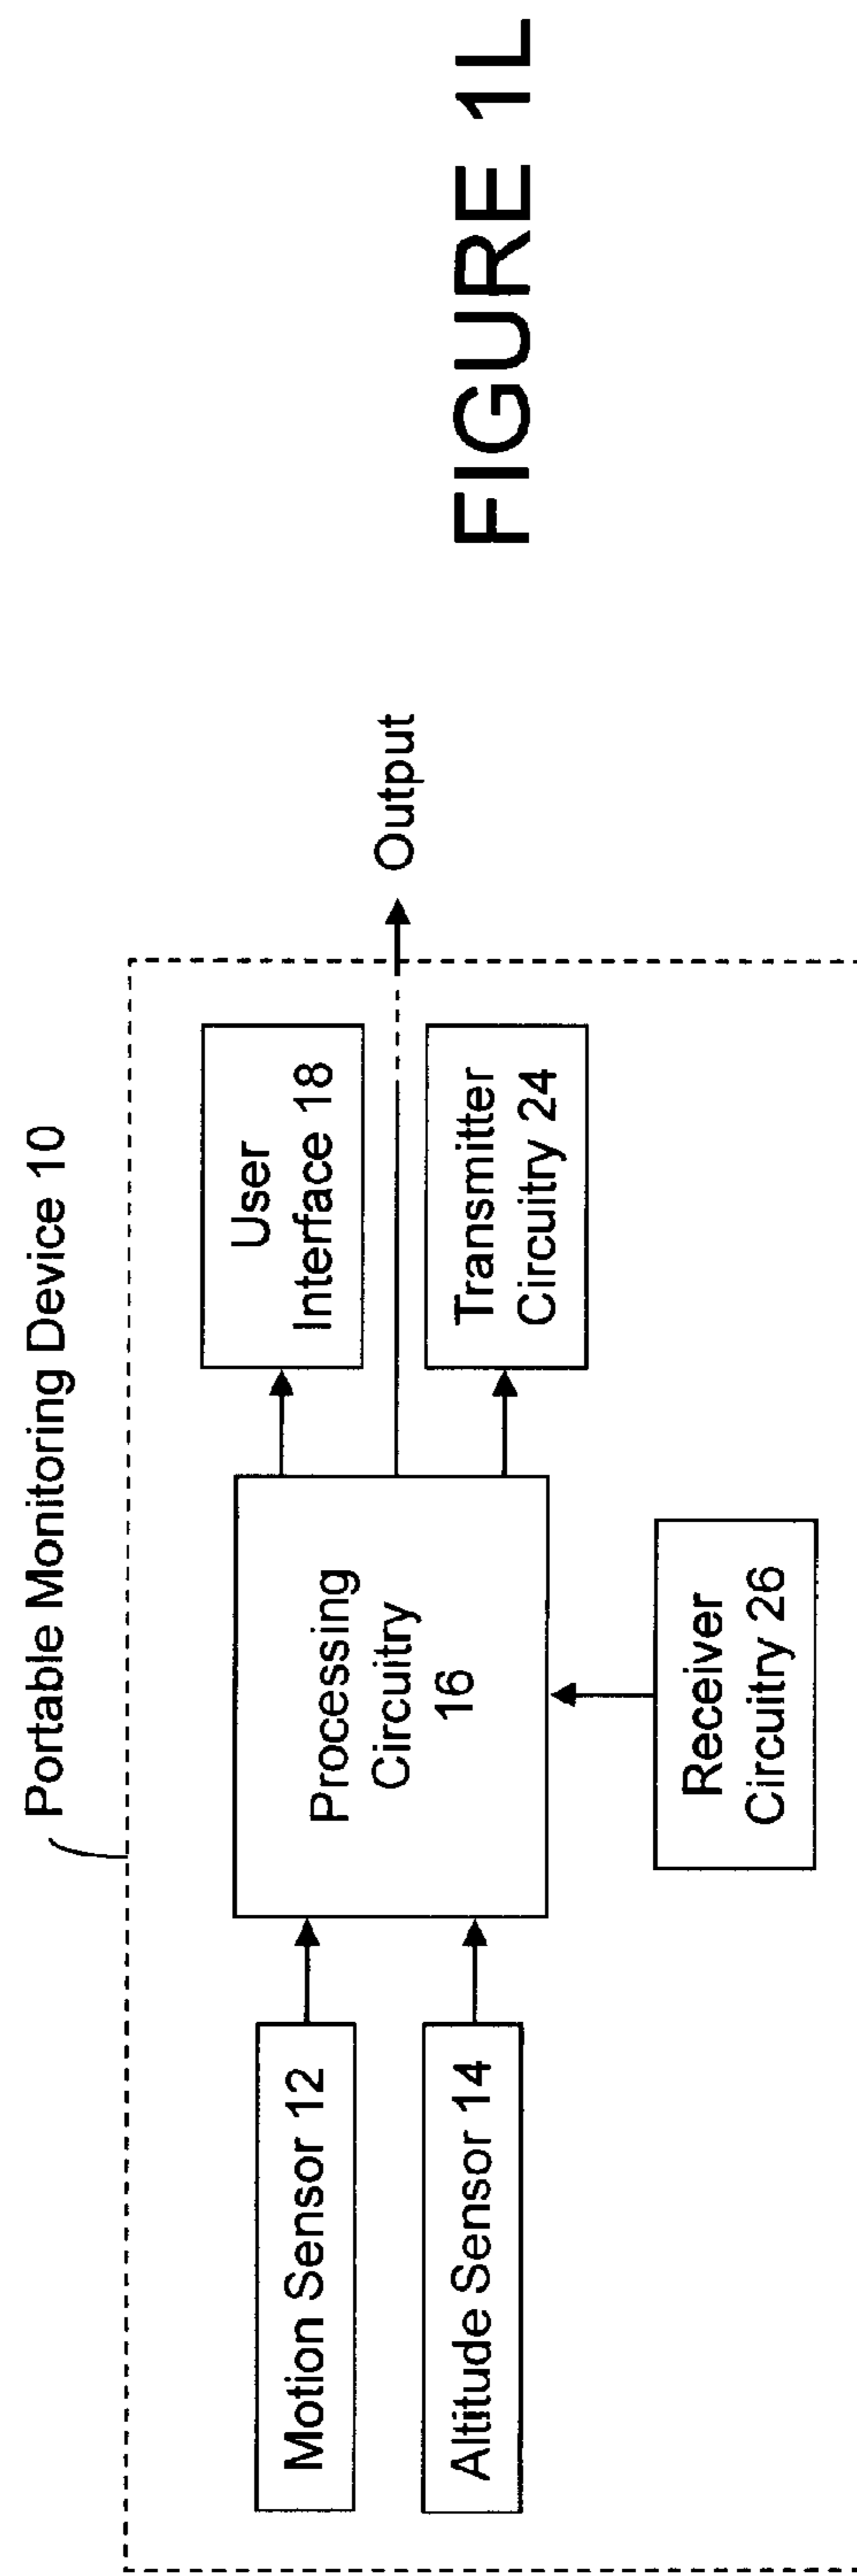 Portable Monitoring Device 10
Motion Sensor 12
Altitude Sensor 14
Processing
Circuitry
16
User
Interface 18
Output
Transmitter
Circuitry 24
Receiver
Circuitry 26
FIGURE 1L